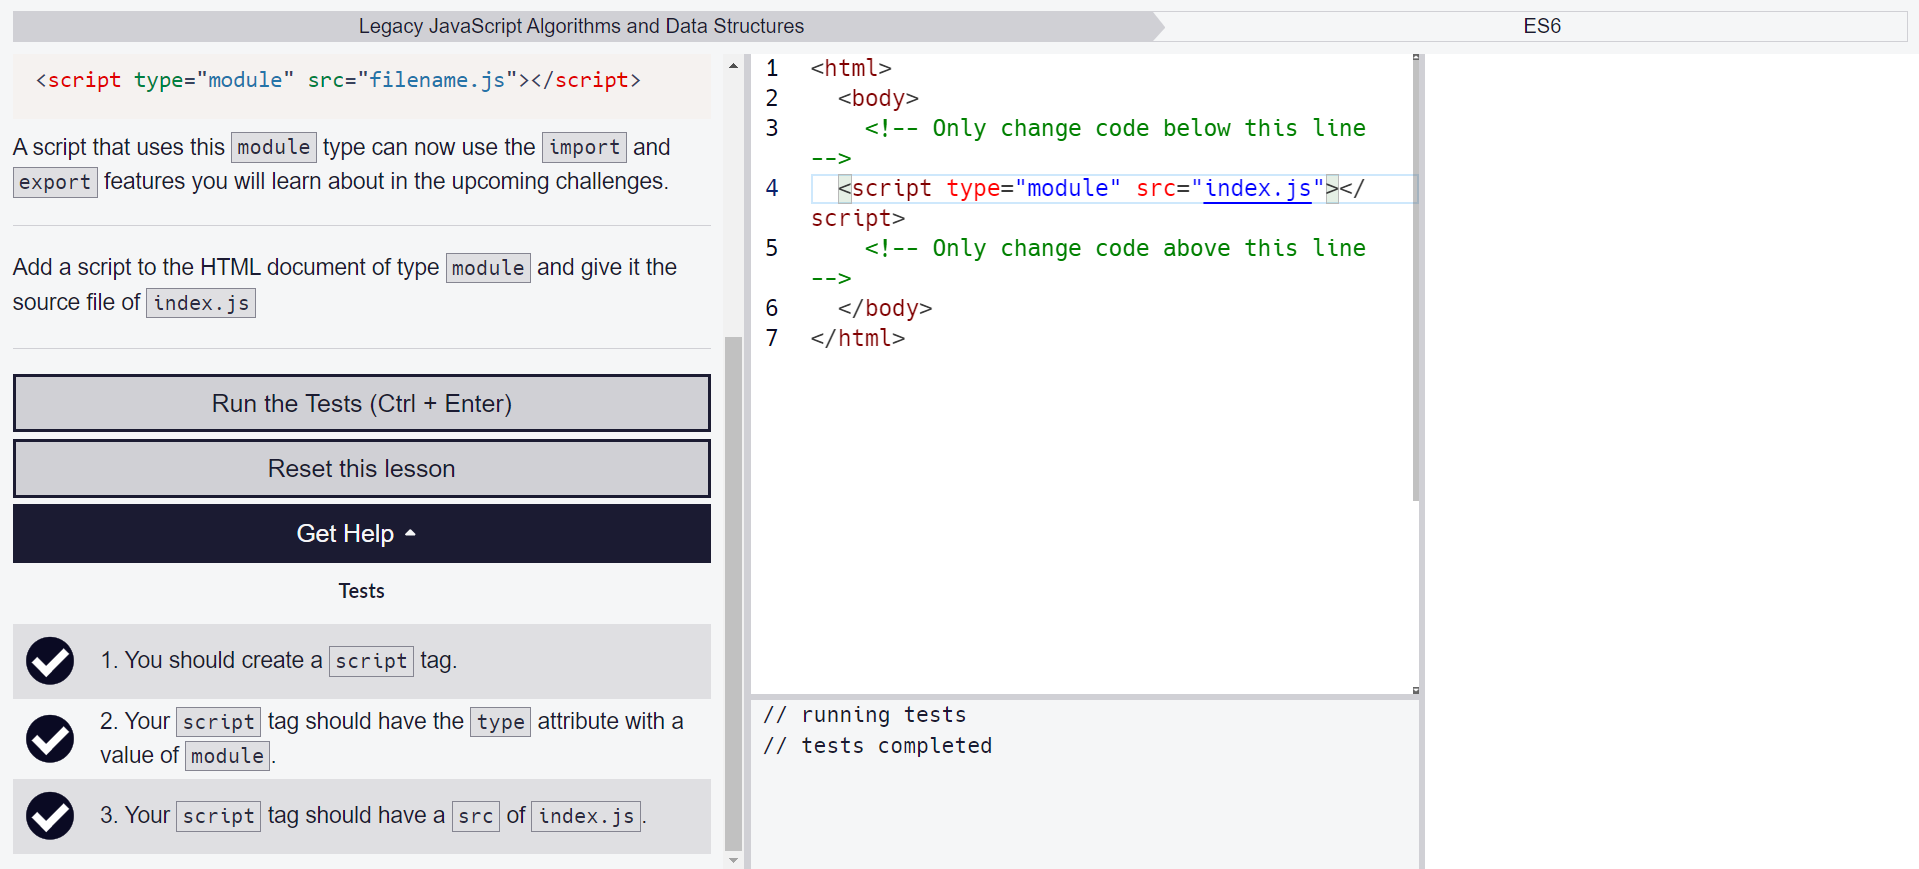 Legacy JavaScript Algorithms and Data Structures
ES6
<script type="module" src="filename.js"></script>
A script that uses this module type can now use the import and
export features you will learn about in the upcoming challenges.
Add a script to the HTML document of type module and give it the
source file of index.js
Run the Tests (Ctrl + Enter)
Reset this lesson
Get Help
Tests
1. You should create a script tag.
2. Your script tag should have the type attribute with a
value of module.
3. Your script tag should have a src of index.js.
1 <html>
2 <body>
3 <!-- Only change code below this line
-->
4 <script type="module" src="index.js"></
script>
5 <!-- Only change code above this line
-->
6 </body>
7 </html>
// running tests
// tests completed